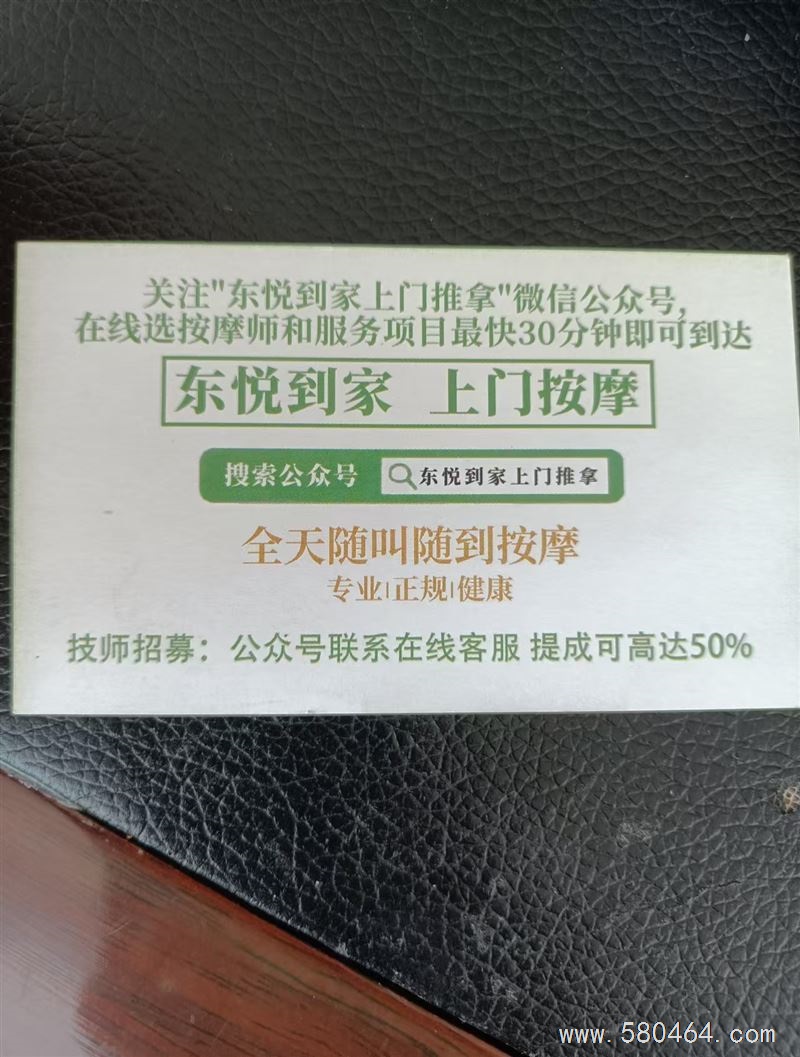 关注"东悦到家上门推拿"微信公众号,
在线选按摩师和服务项目最快30分钟即可到达
东悦到家 上门按摩
搜索公众号 东悦到家上门推拿
全天随叫随到按摩
专业|正规|健康
技师招募：公众号联系在线客服 提成可高达50%
www.580464.com